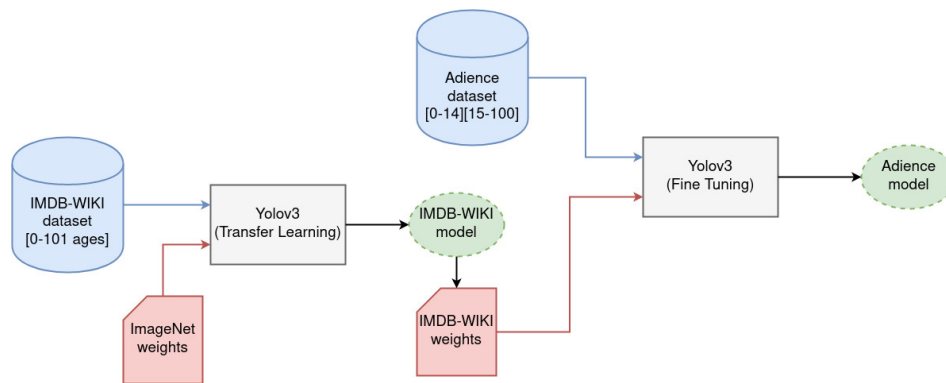 Adience
dataset
[0-14][15-100]
IMDB-WIKI
dataset
[0-101 ages]
Yolov3
(Transfer Learning)
IMDB-WIKI
model
Yolov3
(Fine Tuning)
Adience
model
ImageNet
weights
IMDB-WIKI
weights